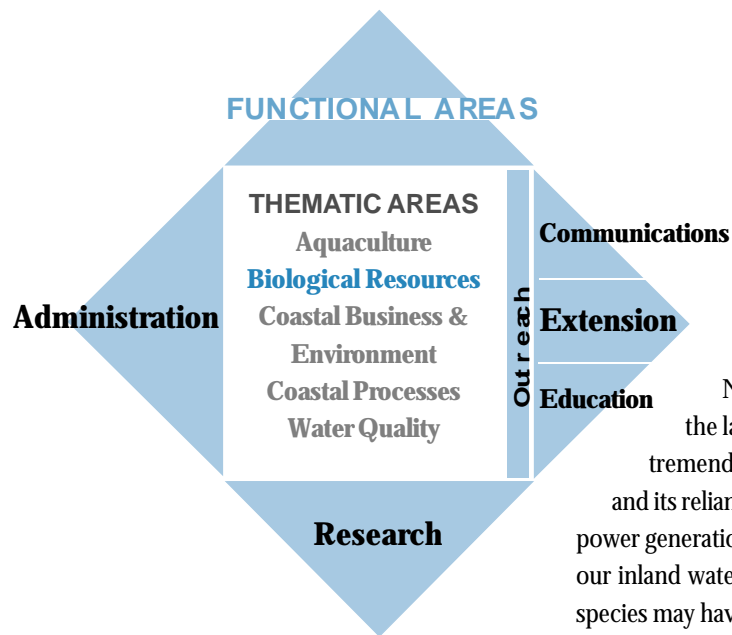 FUNCTIONAL AREAS
THEMATIC AREAS
Aquaculture
Biological Resources
Coastal Business &
Environment
Coastal Processes
Water Quality
Administration
Outreach
Communications
Extension
Education
Research
the la
tremend
and its relian
power generatio
our inland wate
species may hav